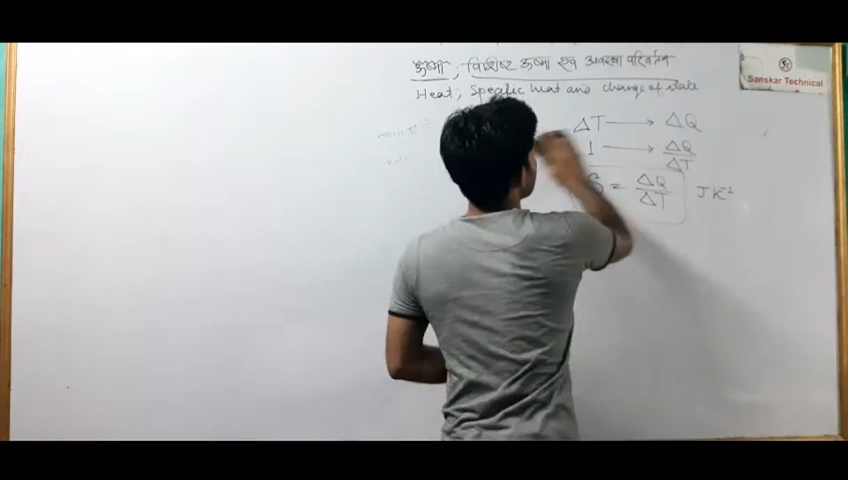 ऊष्मा, विशिष्ट ऊष्मा एवं अवस्था परिवर्तन
Heat, Specific heat and change of state
Sanskar Technical
ΔT → ΔQ
1 → ΔQ/ΔT
S = ΔQ/ΔT JK⁻¹